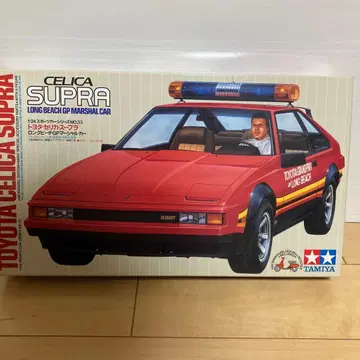 CELICA
SUPRA
LONG BEACH GP MARSHAL CAR
1/24 スポーツカーシリーズ NO.33
トヨタ セリカ スープラ
ロングビーチGPマーシャルカー
TOYOTA CELICA SUPRA
TOYOTA GRAND PRIX
OF LONG BEACH
TAMIYA